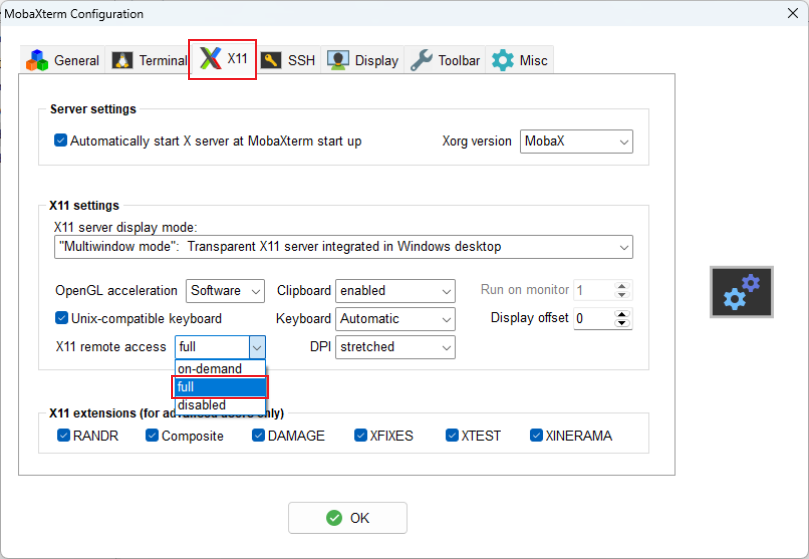 MobaXterm Configuration
General Terminal X11 SSH Display Toolbar Misc
Server settings
Automatically start X server at MobaXterm start up Xorg version MobaX
X11 settings
X11 server display mode:
"Multiwindow mode": Transparent X11 server integrated in Windows desktop
OpenGL acceleration Software Clipboard enabled Run on monitor 1
Unix-compatible keyboard Keyboard Automatic Display offset 0
X11 remote access full DPI stretched
on-demand
full
disabled
X11 extensions (for advanced users only)
RANDR Composite DAMAGE XFIXES XTEST XINERAMA
OK